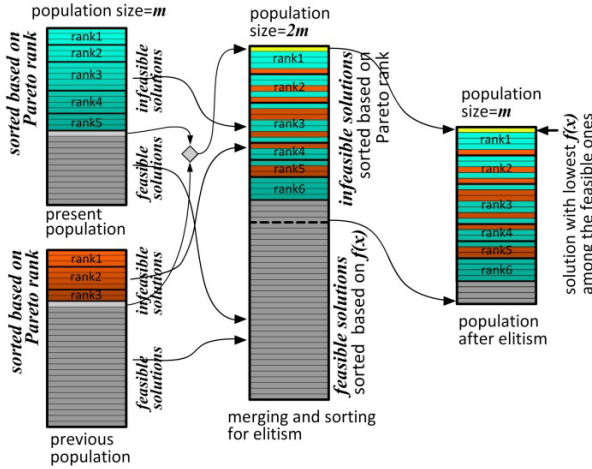 population size=m
sorted based on
Pareto rank
rank1
rank2
rank3
rank4
rank5
infeasible
solutions
feasible
solutions
present
population
sorted based on
Pareto rank
rank1
rank2
rank3
infeasible
solutions
feasible
solutions
previous
population
population
size=2m
rank1
rank2
rank3
rank4
rank5
rank6
infeasible solutions
sorted based on
Pareto rank
feasible solutions
sorted based on f(x)
merging and sorting
for elitism
population
size=m
rank1
rank2
rank3
rank4
rank5
rank6
solution with lowest f(x)
among the feasible ones
population
after elitism